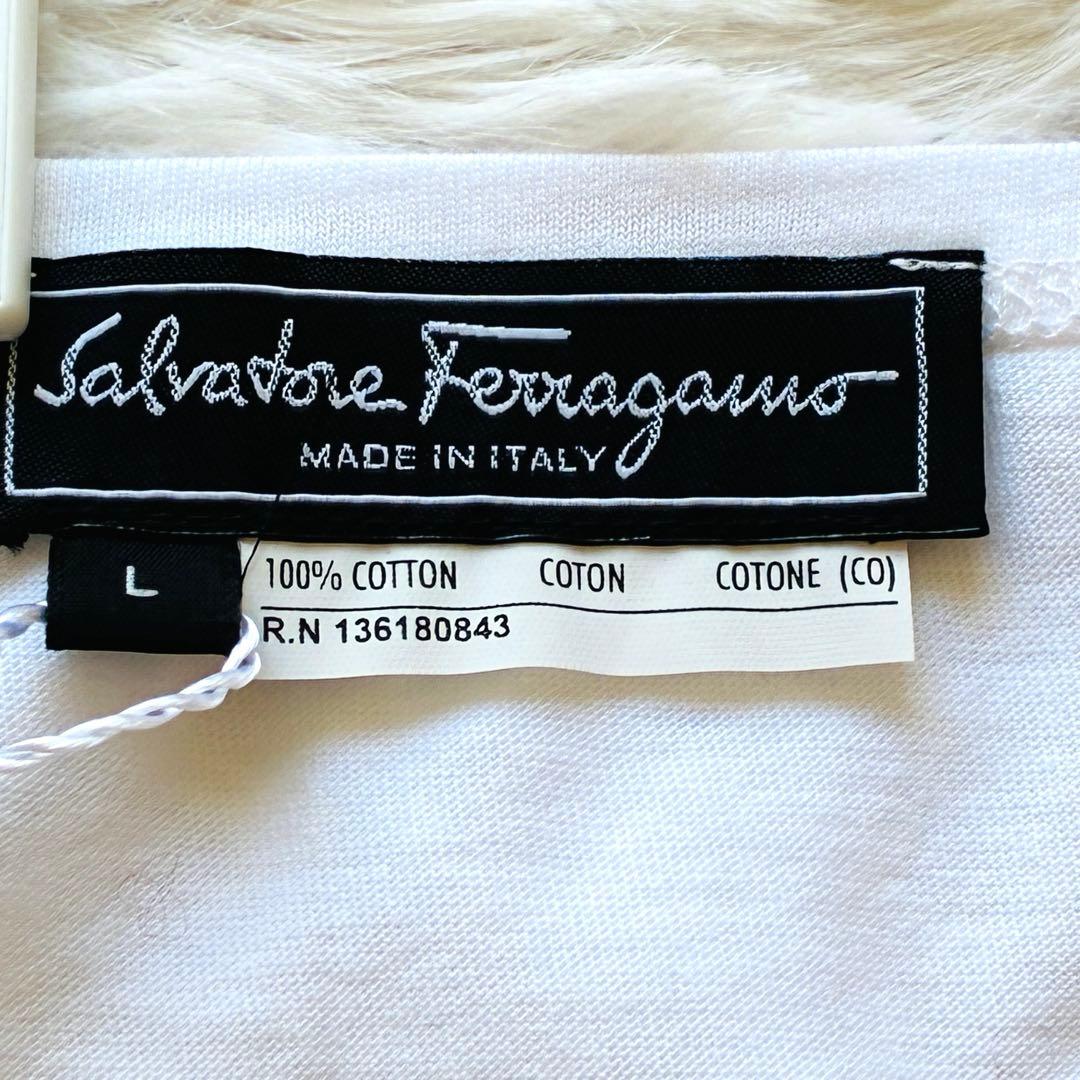 Salvatore Ferragamo
MADE IN ITALY
L
100% COTTON COTON COTONE (CO)
R.N 136180843